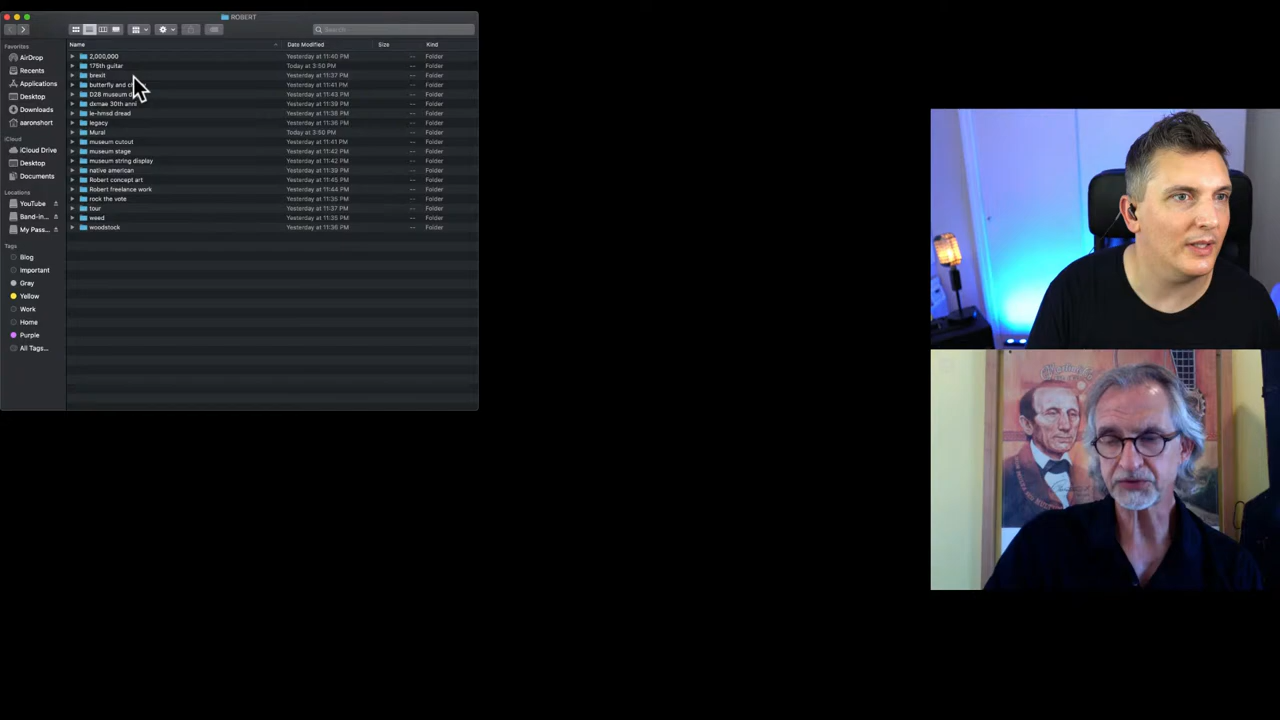 ROBERT
Search
Favorites
AirDrop
Recents
Applications
Desktop
Downloads
aaronshort
iCloud
iCloud Drive
Desktop
Documents
Locations
YouTube
Band-in...
My Pass...
Tags
Blog
Important
Gray
Yellow
Work
Home
Purple
All Tags...
Name Date Modified Size Kind
2,000,000 Yesterday at 11:40 PM -- Folder
175th guitar Today at 3:50 PM -- Folder
brexit Yesterday at 11:37 PM -- Folder
butterfly and Yesterday at 11:41 PM -- Folder
D28 museum Yesterday at 11:43 PM -- Folder
dxmae 30th anni Yesterday at 11:39 PM -- Folder
le-hmsd dread Yesterday at 11:38 PM -- Folder
legacy Yesterday at 11:36 PM -- Folder
Mural Today at 3:50 PM -- Folder
museum cutout Yesterday at 11:41 PM -- Folder
museum stage Yesterday at 11:42 PM -- Folder
museum string display Yesterday at 11:42 PM -- Folder
native american Yesterday at 11:39 PM -- Folder
Robert concept art Yesterday at 11:45 PM -- Folder
Robert freelance work Yesterday at 11:44 PM -- Folder
rock the vote Yesterday at 11:35 PM -- Folder
tour Yesterday at 11:37 PM -- Folder
weed Yesterday at 11:35 PM -- Folder
woodstock Yesterday at 11:36 PM -- Folder